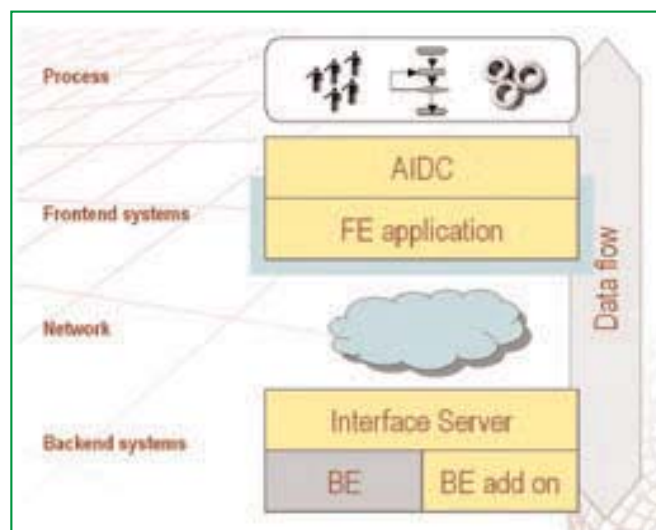 Process
AIDC
Frontend systems
FE application
Data flow
Network
Interface Server
Backend systems
BE
BE add on